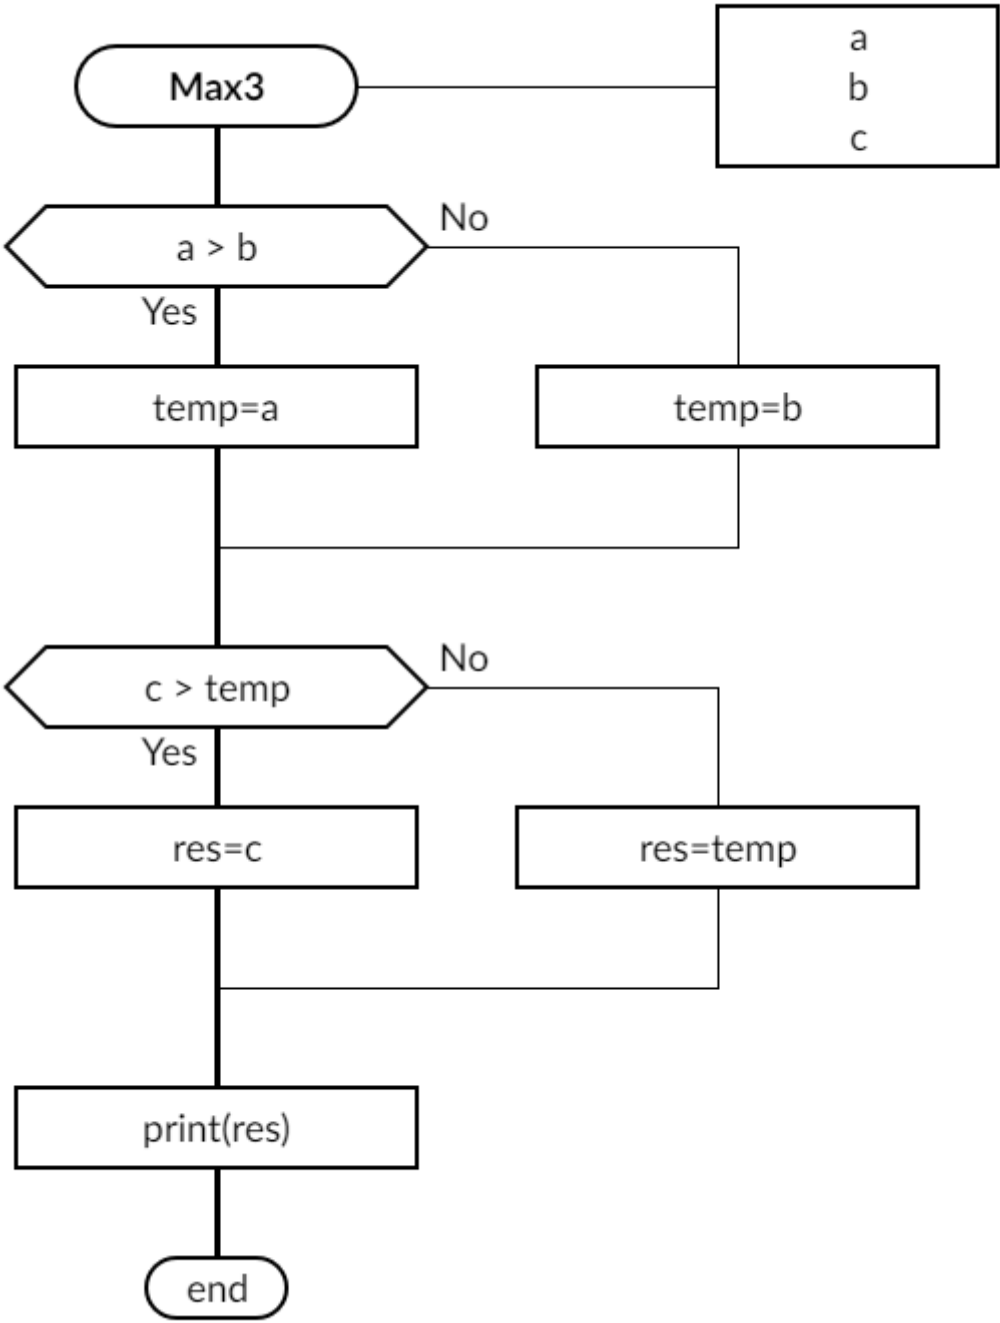 Max3
a
b
c
a > b
No
Yes
temp=a
temp=b
c > temp
No
Yes
res=c
res=temp
print(res)
end